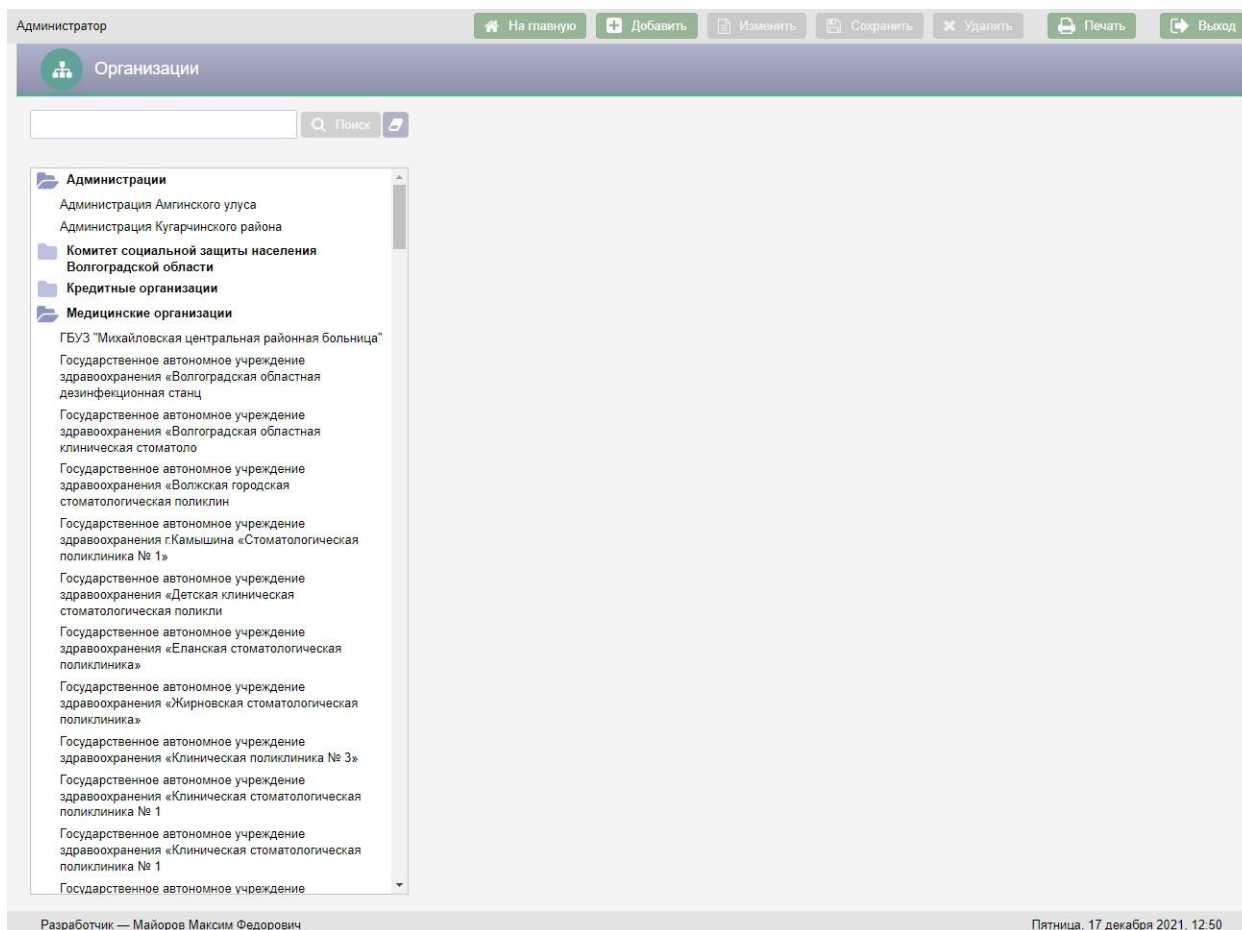 Администратор
На главную
Добавить
Изменить
Сохранить
Удалить
Печать
Выход
Организации
Поиск
Администрации
Администрация Амгинского улуса
Администрация Кугарчинского района
Комитет социальной защиты населения
Волгоградской области
Кредитные организации
Медицинские организации
ГБУЗ "Михайловская центральная районная больница"
Государственное автономное учреждение
здравоохранения «Волгоградская областная
дезинфекционная станц
Государственное автономное учреждение
здравоохранения «Волгоградская областная
клиническая стоматоло
Государственное автономное учреждение
здравоохранения «Волжская городская
стоматологическая поликлин
Государственное автономное учреждение
здравоохранения г.Камышина «Стоматологическая
поликлиника № 1»
Государственное автономное учреждение
здравоохранения «Детская клиническая
стоматологическая поликли
Государственное автономное учреждение
здравоохранения «Еланская стоматологическая
поликлиника»
Государственное автономное учреждение
здравоохранения «Жирновская стоматологическая
поликлиника»
Государственное автономное учреждение
здравоохранения «Клиническая поликлиника № 3»
Государственное автономное учреждение
здравоохранения «Клиническая стоматологическая
поликлиника № 1
Государственное автономное учреждение
здравоохранения «Клиническая стоматологическая
поликлиника № 1
Государственное автономное учреждение
Разработчик — Майоров Максим Федорович
Пятница, 17 декабря 2021, 12:50